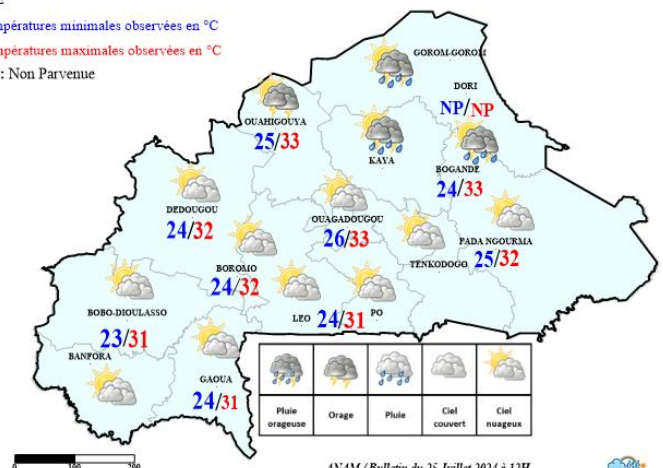 mpératures minimales observées en °C
mpératures maximales observées en °C
: Non Parvenue
GOROM-GOROM
DORI
NP/NP
OUAHIGOUYA
25/33
KAYA
BOGANDE
24/33
DEDOUGOU
24/32
OUAGADOUGOU
26/33
FADA NGOURMA
25/32
TENKODOGO
BOROMO
24/32
BOBO-DIOULASSO
23/31
LEO 24/31 PO
BANFORA
GAOUA
24/31
Pluie orageuse
Orage
Pluie
Ciel couvert
Ciel nuageux
0 100 200
ANAM / Bulletin du 25 Juillet 2024 à 12H